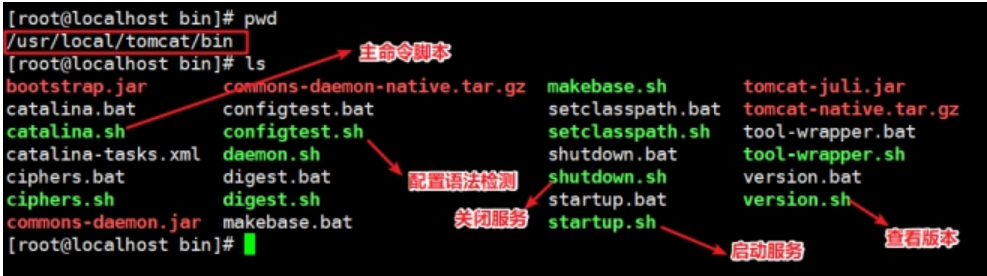 [root@localhost bin]# pwd
/usr/local/tomcat/bin
[root@localhost bin]# ls
主命令脚本
bootstrap.jar commons-daemon-native.tar.gz makebase.sh tomcat-juli.jar
catalina.bat configtest.bat setclasspath.bat tomcat-native.tar.gz
catalina.sh configtest.sh setclasspath.sh tool-wrapper.bat
catalina-tasks.xml daemon.sh shutdown.bat tool-wrapper.sh
ciphers.bat digest.bat shutdown.sh version.bat
配置语法检测
ciphers.sh digest.sh startup.bat version.sh
关闭服务
commons-daemon.jar makebase.bat startup.sh
查看版本
[root@localhost bin]#
启动服务